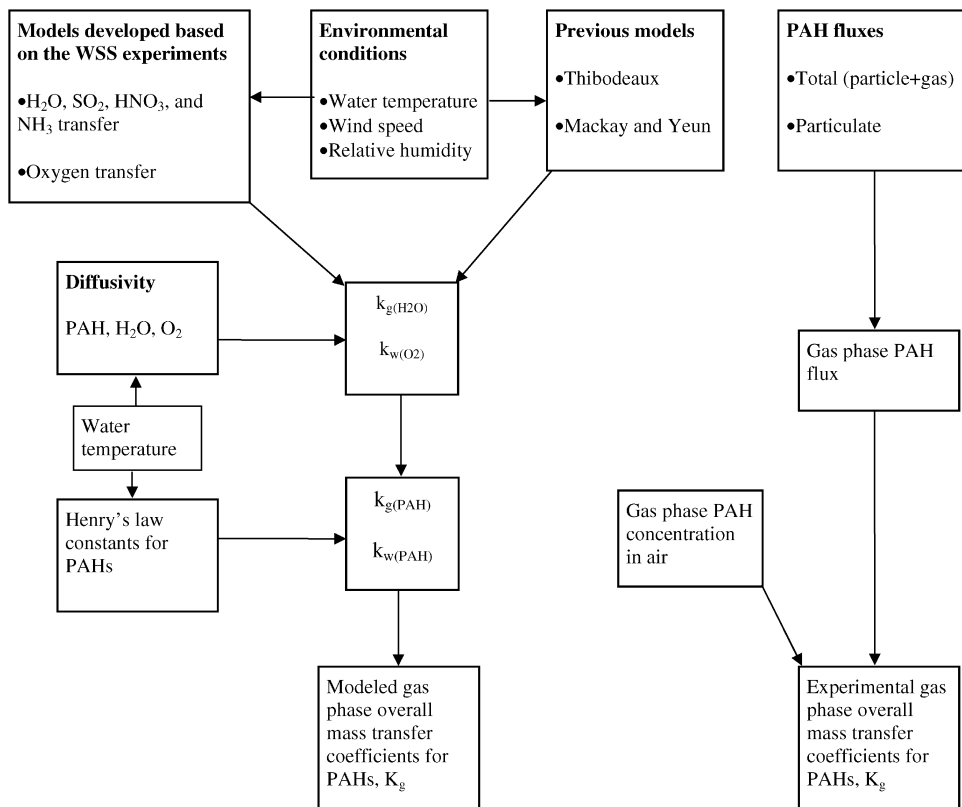 Models developed based
on the WSS experiments
•H₂O, SO₂, HNO₃, and
NH₃ transfer
•Oxygen transfer
Environmental
conditions
•Water temperature
•Wind speed
•Relative humidity
Previous models
•Thibodeaux
•Mackay and Yeun
PAH fluxes
•Total (particle+gas)
•Particulate
Diffusivity
PAH, H₂O, O₂
kg(H2O)
kw(O2)
Gas phase PAH
flux
Water
temperature
Henry's law
constants for
PAHs
kg(PAH)
kw(PAH)
Gas phase PAH
concentration
in air
Modeled gas
phase overall
mass transfer
coefficients for
PAHs, Kg
Experimental gas
phase overall
mass transfer
coefficients for
PAHs, Kg